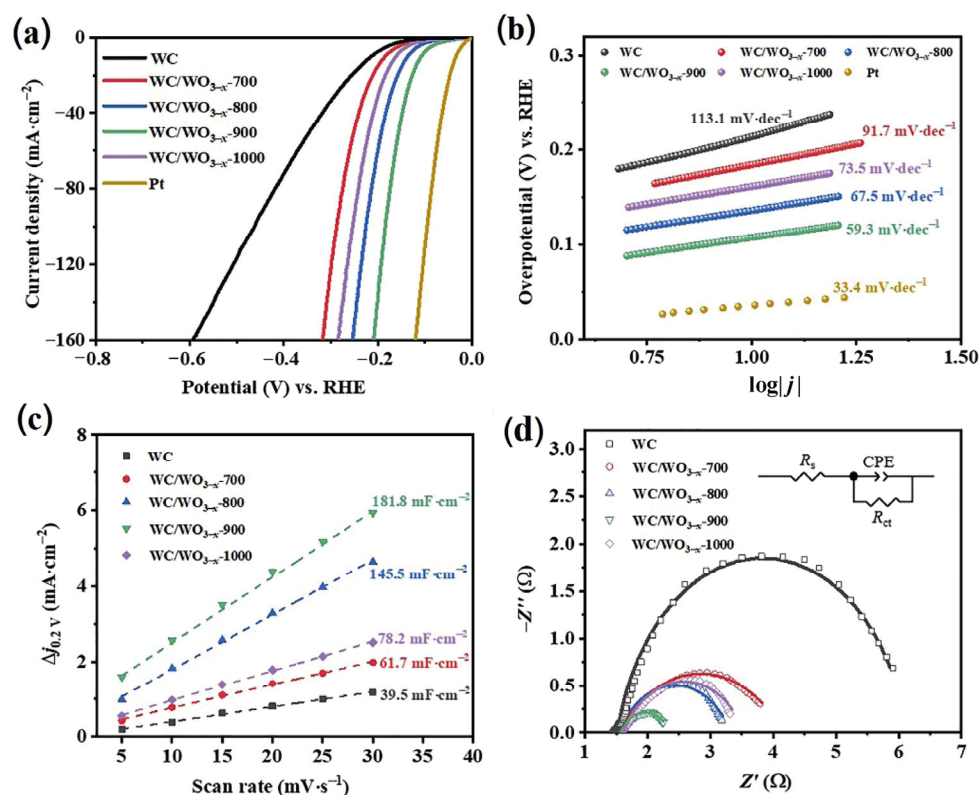 (a)
0
−40
−80
−120
−160
Current density (mA·cm⁻²)
WC
WC/WO₃₋ₓ-700
WC/WO₃₋ₓ-800
WC/WO₃₋ₓ-900
WC/WO₃₋ₓ-1000
Pt
−0.8 −0.6 −0.4 −0.2 0.0
Potential (V) vs. RHE
(b)
0.3
0.2
0.1
0.0
Overpotential (V) vs. RHE
WC WC/WO₃₋ₓ-700 WC/WO₃₋ₓ-800
WC/WO₃₋ₓ-900 WC/WO₃₋ₓ-1000 Pt
113.1 mV·dec⁻¹
91.7 mV·dec⁻¹
73.5 mV·dec⁻¹
67.5 mV·dec⁻¹
59.3 mV·dec⁻¹
33.4 mV·dec⁻¹
0.75 1.00 1.25 1.50
log|j|
(c)
8
6
4
2
0
Δj₀.₂ ᵥ (mA·cm⁻²)
WC
WC/WO₃₋ₓ-700
WC/WO₃₋ₓ-800
WC/WO₃₋ₓ-900
WC/WO₃₋ₓ-1000
181.8 mF·cm⁻²
145.5 mF·cm⁻²
78.2 mF·cm⁻²
61.7 mF·cm⁻²
39.5 mF·cm⁻²
5 10 15 20 25 30 35 40
Scan rate (mV·s⁻¹)
(d)
−3.0
2.5
2.0
1.5
1.0
0.5
0.0
−Z″ (Ω)
WC
WC/WO₃₋ₓ-700
WC/WO₃₋ₓ-800
WC/WO₃₋ₓ-900
WC/WO₃₋ₓ-1000
Rs CPE
Rct
1 2 3 4 5 6 7
Z′ (Ω)